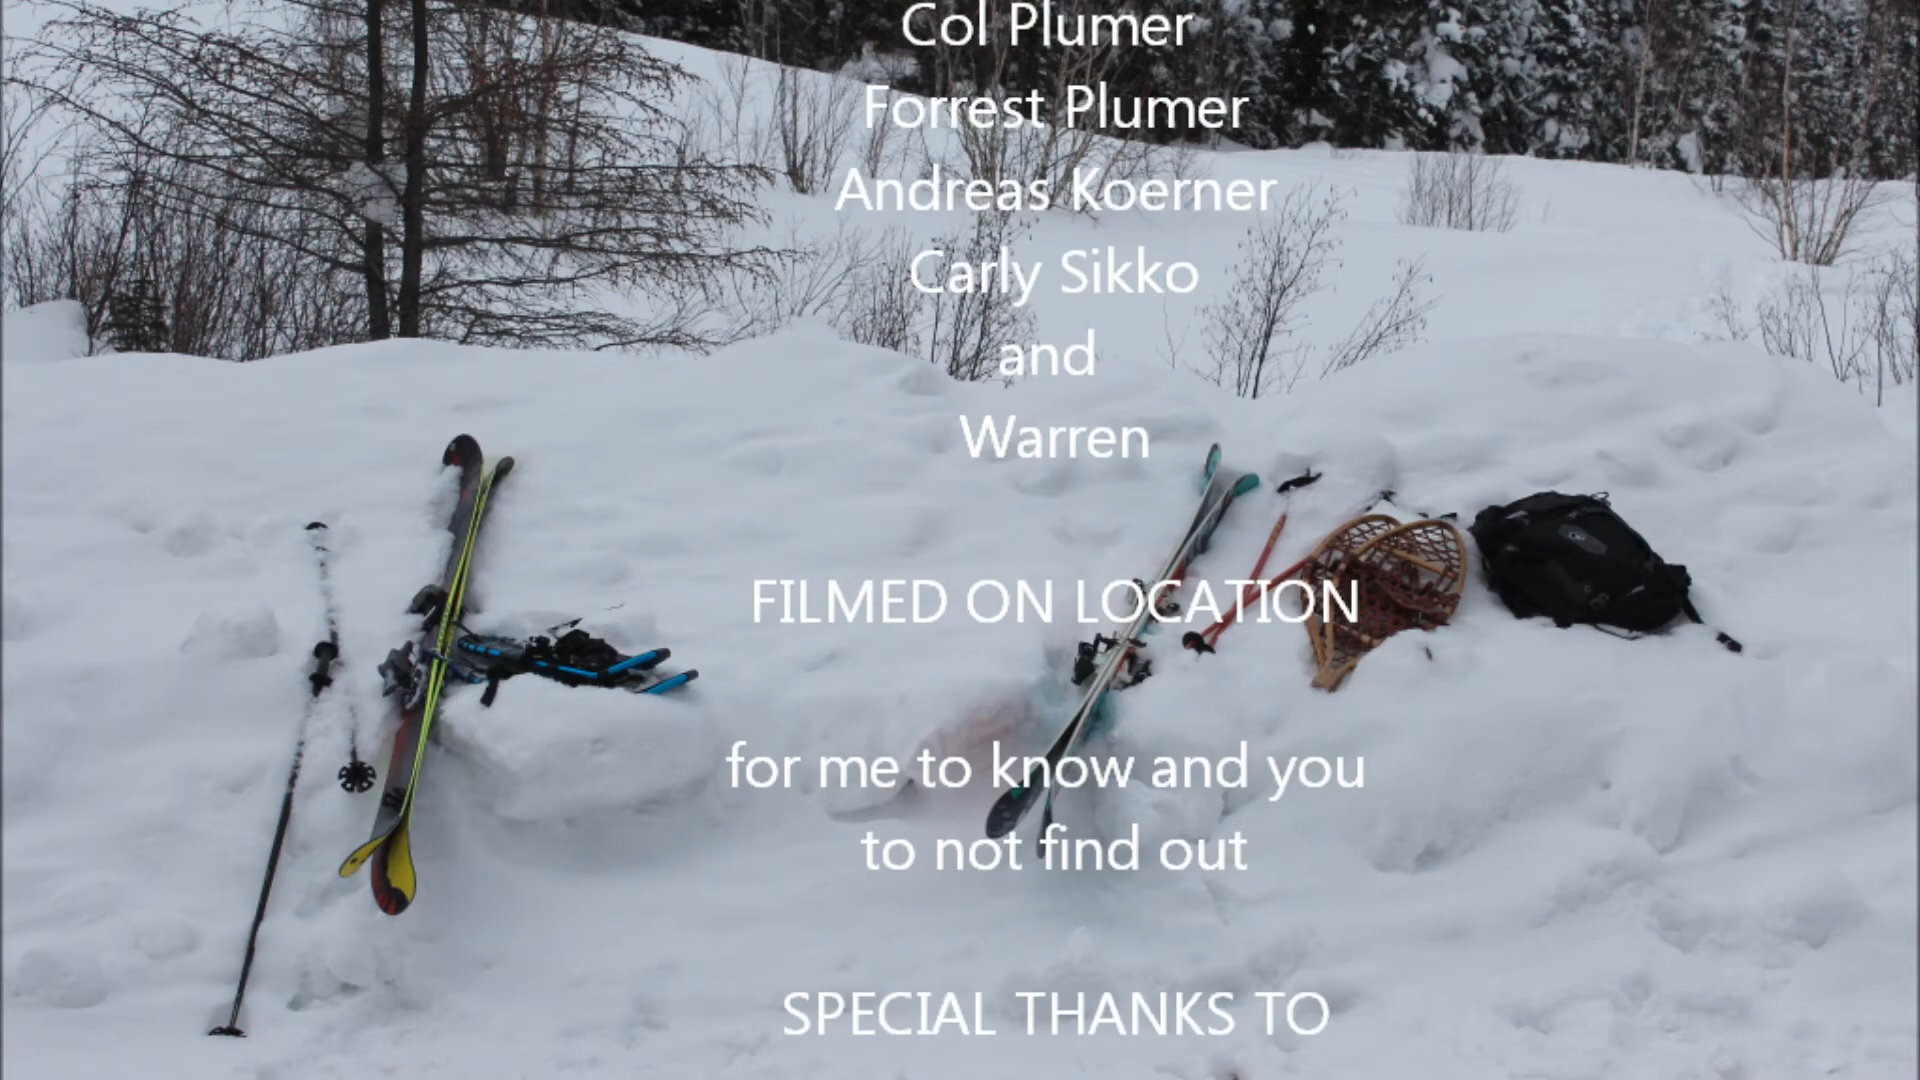 Col Plumer
Forrest Plumer
Andreas Koerner
Carly Sikko
and
Warren
FILMED ON LOCATION
for me to know and you
to not find out
SPECIAL THANKS TO